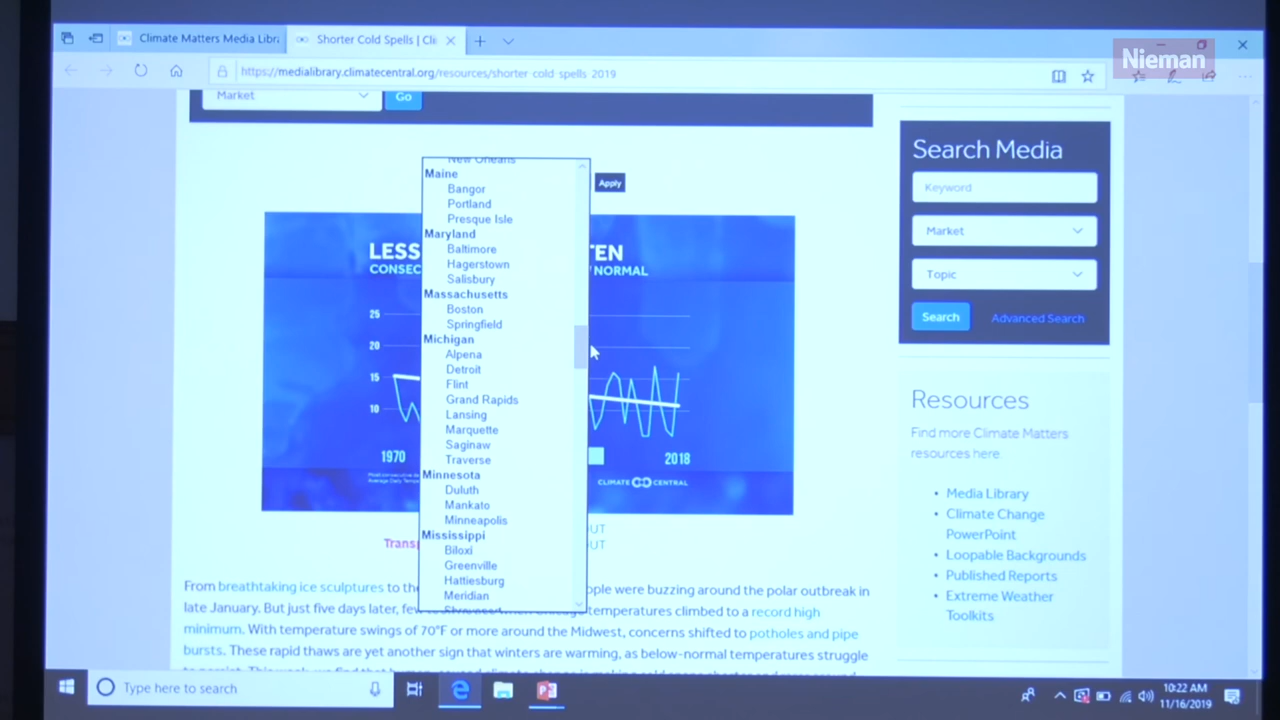 Climate Matters Media Libra
Shorter Cold Spells | Cli
Nieman
https://medialibrary.climatecentral.org/resources/shorter-cold-spells-2019
Market
Go
New Orleans
Maine
Bangor
Portland
Presque Isle
Maryland
Baltimore
Hagerstown
Salisbury
Massachusetts
Boston
Springfield
Michigan
Alpena
Detroit
Flint
Grand Rapids
Lansing
Marquette
Saginaw
Traverse
Minnesota
Duluth
Mankato
Minneapolis
Mississippi
Biloxi
Greenville
Hattiesburg
Meridian
Apply
LESS
TEN
CONSEC
NORMAL
25
20
15
10
1970
2018
CLIMATE CENTRAL
Transp
OUT
OUT
From breathtaking ice sculptures to the ople were buzzing around the polar outbreak in
late January. But just five days later, few temperatures climbed to a record high
minimum. With temperature swings of 70°F or more around the Midwest, concerns shifted to potholes and pipe
bursts. These rapid thaws are yet another sign that winters are warming, as below-normal temperatures struggle
Search Media
Keyword
Market
Topic
Search
Advanced Search
Resources
Find more Climate Matters
resources here
• Media Library
• Climate Change
PowerPoint
• Loopable Backgrounds
• Published Reports
• Extreme Weather
Toolkits
Type here to search
10:22 AM
11/16/2019